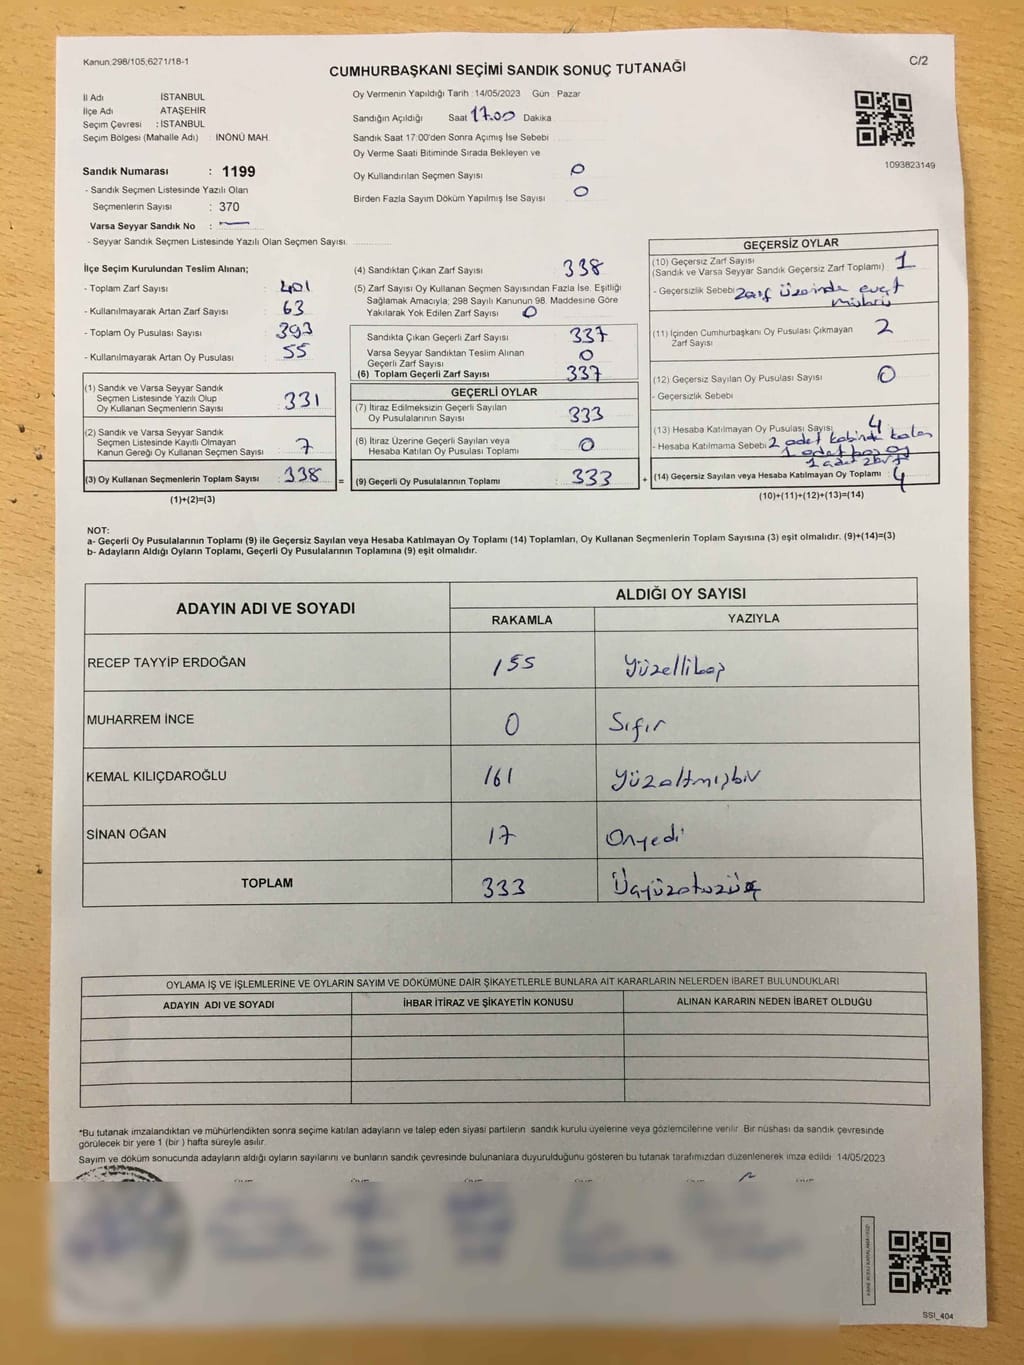 Kanun;298/105;6271/18-1
C/2
CUMHURBAŞKANI SEÇİMİ SANDIK SONUÇ TUTANAĞI
İl Adı İSTANBUL
İlçe Adı ATAŞEHİR
Seçim Çevresi : İSTANBUL
Seçim Bölgesi (Mahalle Adı) : İNÖNÜ MAH.
Oy Vermenin Yapıldığı Tarih : 14/05/2023 Gün : Pazar
Sandığın Açıldığı Saat 17.00 Dakika
Sandık Saat 17:00'den Sonra Açımış İse Sebebi
Oy Verme Saati Bitiminde Sırada Bekleyen ve
Oy Kullandırılan Seçmen Sayısı 0
Birden Fazla Sayım Döküm Yapılmış İse Sayısı 0
1093823149
Sandık Numarası : 1199
- Sandık Seçmen Listesinde Yazılı Olan
Seçmenlerin Sayısı : 370
Varsa Seyyar Sandık No :
- Seyyar Sandık Seçmen Listesinde Yazılı Olan Seçmen Sayısı.
İlçe Seçim Kurulundan Teslim Alınan;
- Toplam Zarf Sayısı : 401
- Kullanılmayarak Artan Zarf Sayısı : 63
- Toplam Oy Pusulası Sayısı : 393
- Kullanılmayarak Artan Oy Pusulası : 55
(1) Sandık ve Varsa Seyyar Sandık
Seçmen Listesinde Yazılı Olup
Oy Kullanan Seçmenlerin Sayısı : 331
(2) Sandık ve Varsa Seyyar Sandık
Seçmen Listesinde Kayıtlı Olmayan
Kanun Gereği Oy Kullanan Seçmen Sayısı : 7
(3) Oy Kullanan Seçmenlerin Toplam Sayısı : 338 =
(1)+(2)=(3)
(4) Sandıktan Çıkan Zarf Sayısı 338
(5) Zarf Sayısı Oy Kullanan Seçmen Sayısından Fazla İse. Eşitliği
Sağlamak Amacıyla; 298 Sayılı Kanunun 98. Maddesine Göre
Yakılarak Yok Edilen Zarf Sayısı : 0
Sandıkta Çıkan Geçerli Zarf Sayısı : 337
Varsa Seyyar Sandıktan Teslim Alınan
Geçerli Zarf Sayısı : 0
(6) Toplam Geçerli Zarf Sayısı : 337
GEÇERLİ OYLAR
(7) İtiraz Edilmeksizin Geçerli Sayılan
Oy Pusulalarının Sayısı : 333
(8) İtiraz Üzerine Geçerli Sayılan veya
Hesaba Katılan Oy Pusulası Toplamı : 0
(9) Geçerli Oy Pusulalarının Toplamı : 333 +
GEÇERSİZ OYLAR
(10) Geçersiz Zarf Sayısı
(Sandık ve Varsa Seyyar Sandık Geçersiz Zarf Toplamı) : 1
- Geçersizlik Sebebi zarf üzerinde evet
mührü
(11) İçinden Cumhurbaşkanı Oy Pusulası Çıkmayan 2
Zarf Sayısı
(12) Geçersiz Sayılan Oy Pusulası Sayısı : 0
- Geçersizlik Sebebi
(13) Hesaba Katılmayan Oy Pusulası Sayısı 4
- Hesaba Katılmama Sebebi 2 adet kabinde kalan
1 adet boş oy
1 adet
(14) Geçersiz Sayılan veya Hesaba Katılmayan Oy Toplamı : 4
(10)+(11)+(12)+(13)=(14)
NOT:
a- Geçerli Oy Pusulalarının Toplamı (9) ile Geçersiz Sayılan veya Hesaba Katılmayan Oy Toplamı (14) Toplamları, Oy Kullanan Seçmenlerin Toplam Sayısına (3) eşit olmalıdır. (9)+(14)=(3)
b- Adayların Aldığı Oyların Toplamı, Geçerli Oy Pusulalarının Toplamına (9) eşit olmalıdır.
ADAYIN ADI VE SOYADI
ALDIĞI OY SAYISI
RAKAMLA YAZIYLA
RECEP TAYYİP ERDOĞAN 155 Yüzellibeş
MUHARREM İNCE 0 Sıfır
KEMAL KILIÇDAROĞLU 161 Yüzaltmışbir
SİNAN OĞAN 17 Onyedi
TOPLAM 333 Üçyüzotuzüç
OYLAMA İŞ VE İŞLEMLERİNE VE OYLARIN SAYIM VE DÖKÜMÜNE DAİR ŞİKAYETLERLE BUNLARA AİT KARARLARIN NELERDEN İBARET BULUNDUKLARI
ADAYIN ADI VE SOYADI İHBAR İTİRAZ VE ŞİKAYETİN KONUSU ALINAN KARARIN NEDEN İBARET OLDUĞU
*Bu tutanak imzalandıktan ve mühürlendikten sonra seçime katılan adayların ve talep eden siyasi partilerin sandık kurulu üyelerine veya gözlemcilerine verilir. Bir nüshası da sandık çevresinde
görülecek bir yere 1 (bir ) hafta süreyle asılır.
Sayım ve döküm sonucunda adayların aldığı oyların sayılarını ve bunların sandık çevresinde bulunanlara duyurulduğunu gösteren bu tutanak tarafımızdan düzenlenerek imza edildi. 14/05/2023
SSI_404